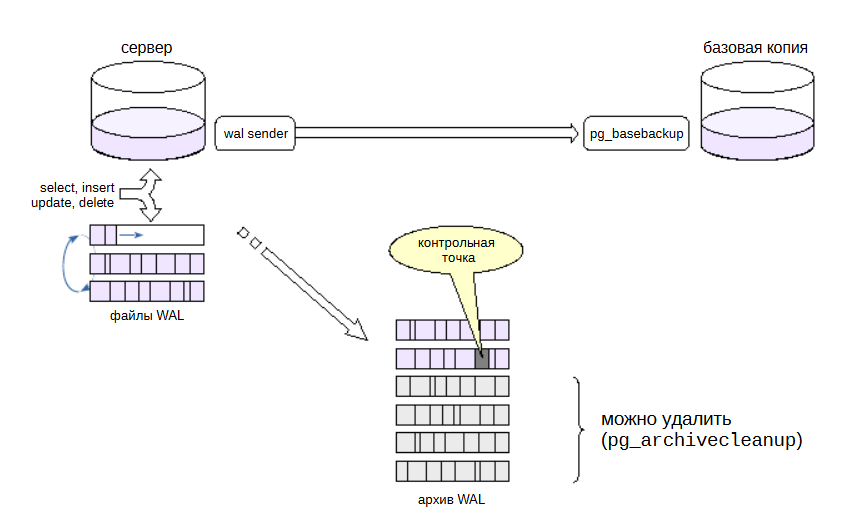 сервер
базовая копия
wal sender
pg_basebackup
select, insert
update, delete
файлы WAL
контрольная
точка
можно удалить
(pg_archivecleanup)
архив WAL